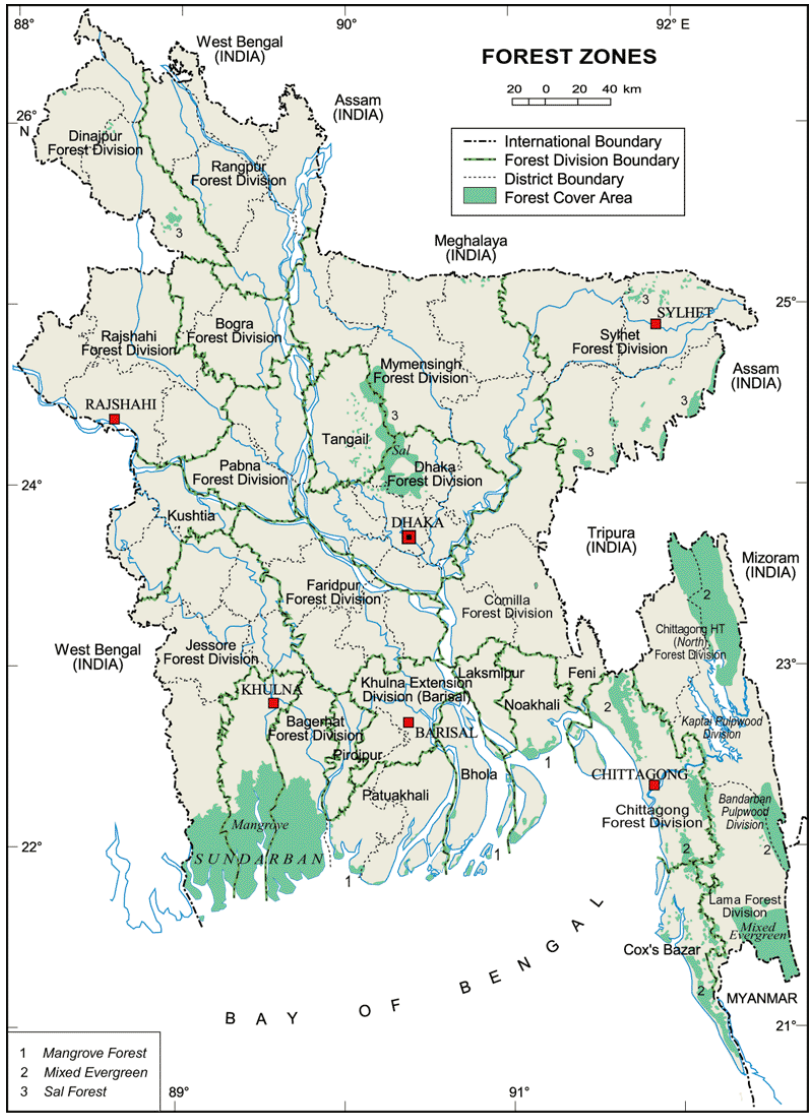 88°
90°
92° E
West Bengal
(INDIA)
FOREST ZONES
20 0 20 40 km
Assam
(INDIA)
26°
N
International Boundary
Forest Division Boundary
District Boundary
Forest Cover Area
Dinajpur
Forest Division
Rangpur
Forest Division
3
Meghalaya
(INDIA)
25°
3
SYLHET
Sylhet
Forest Division
Bogra
Forest Division
Rajshahi
Forest Division
Mymensingh
Forest Division
Assam
(INDIA)
RAJSHAHI
3
3
Tangail
Sal
3
Pabna
Forest Division
Dhaka
Forest Division
24°
24°
Kushtia
DHAKA
Tripura
(INDIA)
Mizoram
(INDIA)
Faridpur
Forest Division
2
Comilla
Forest Division
Chittagong HT
(North)
Forest Division
West Bengal
(INDIA)
Jessore
Forest Division
23°
Khulna Extension
Division (Barisal)
Laksmipur
Feni
KHULNA
Noakhali
2
Bagerhat
Forest Division
BARISAL
Kaptai Pulpwood
Division
Pirojpur
1
Bhola
CHITTAGONG
Patuakhali
Chittagong
Forest Division
Bandarban
Pulpwood
Division
Mangrove
SUNDARBAN
22°
1
1
2
2
22°
Lama Forest
Division
Mixed
Evergreen
Cox's Bazar
2
MYANMAR
BAY OF BENGAL
21°
1 Mangrove Forest
2 Mixed Evergreen
3 Sal Forest
89°
91°